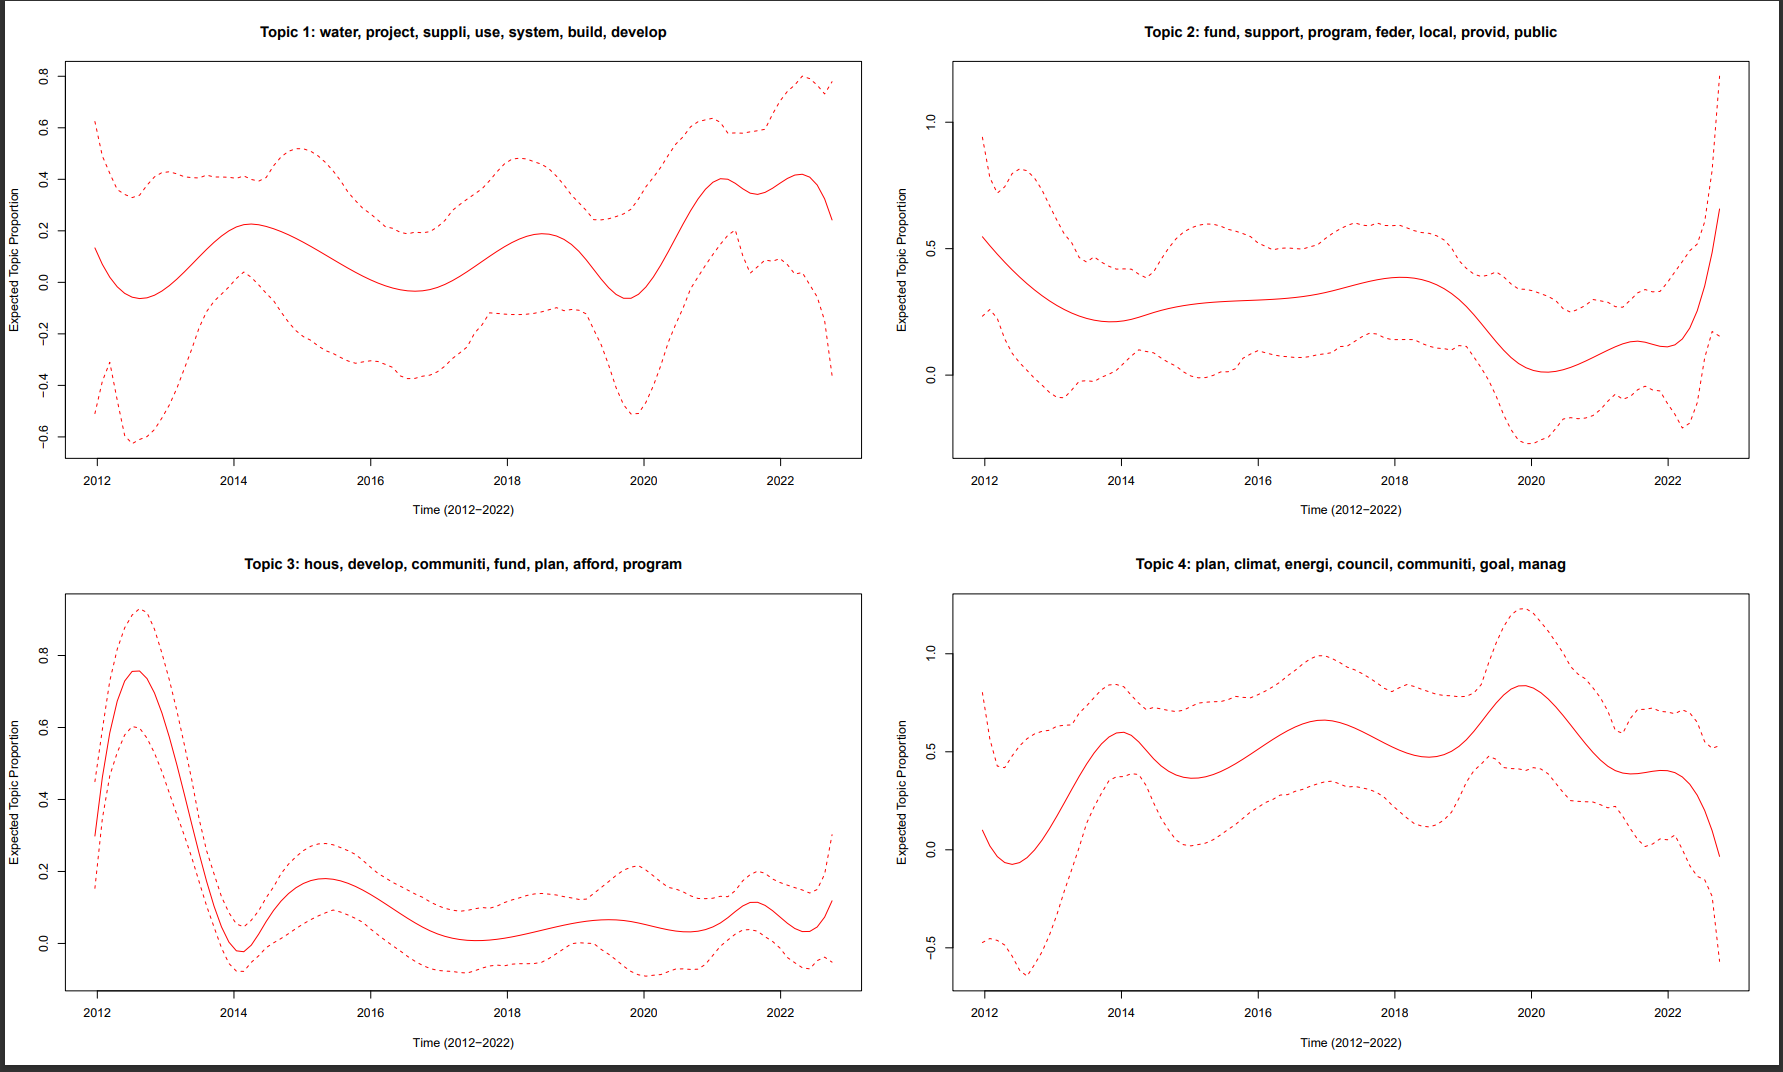 Topic 1: water, project, suppli, use, system, build, develop
Expected Topic Proportion
0.8
0.6
0.4
0.2
0.0
−0.2
−0.4
−0.6
2012 2014 2016 2018 2020 2022
Time (2012−2022)
Topic 2: fund, support, program, feder, local, provid, public
Expected Topic Proportion
1.0
0.5
0.0
2012 2014 2016 2018 2020 2022
Time (2012−2022)
Topic 3: hous, develop, communiti, fund, plan, afford, program
Expected Topic Proportion
0.8
0.6
0.4
0.2
0.0
2012 2014 2016 2018 2020 2022
Time (2012−2022)
Topic 4: plan, climat, energi, council, communiti, goal, manag
Expected Topic Proportion
1.0
0.5
0.0
−0.5
2012 2014 2016 2018 2020 2022
Time (2012−2022)